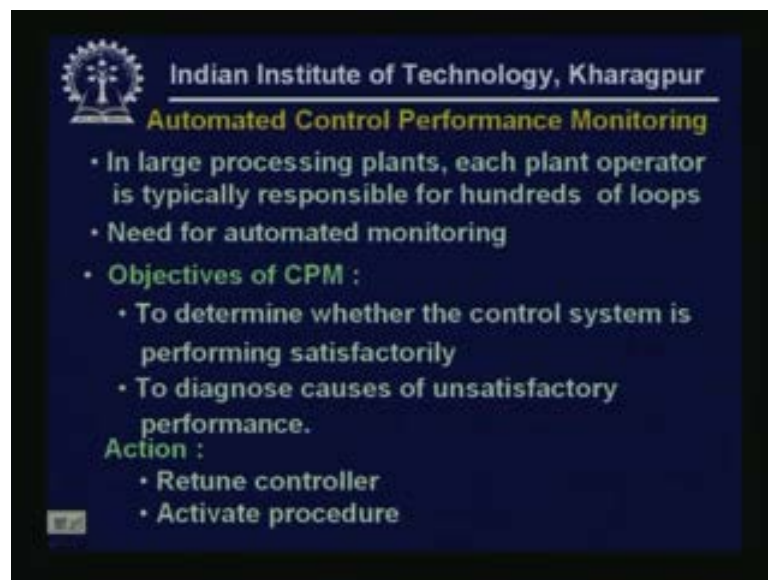 Indian Institute of Technology, Kharagpur
Automated Control Performance Monitoring
• In large processing plants, each plant operator
is typically responsible for hundreds of loops
• Need for automated monitoring
• Objectives of CPM :
• To determine whether the control system is
performing satisfactorily
• To diagnose causes of unsatisfactory
performance.
Action :
• Retune controller
• Activate procedure